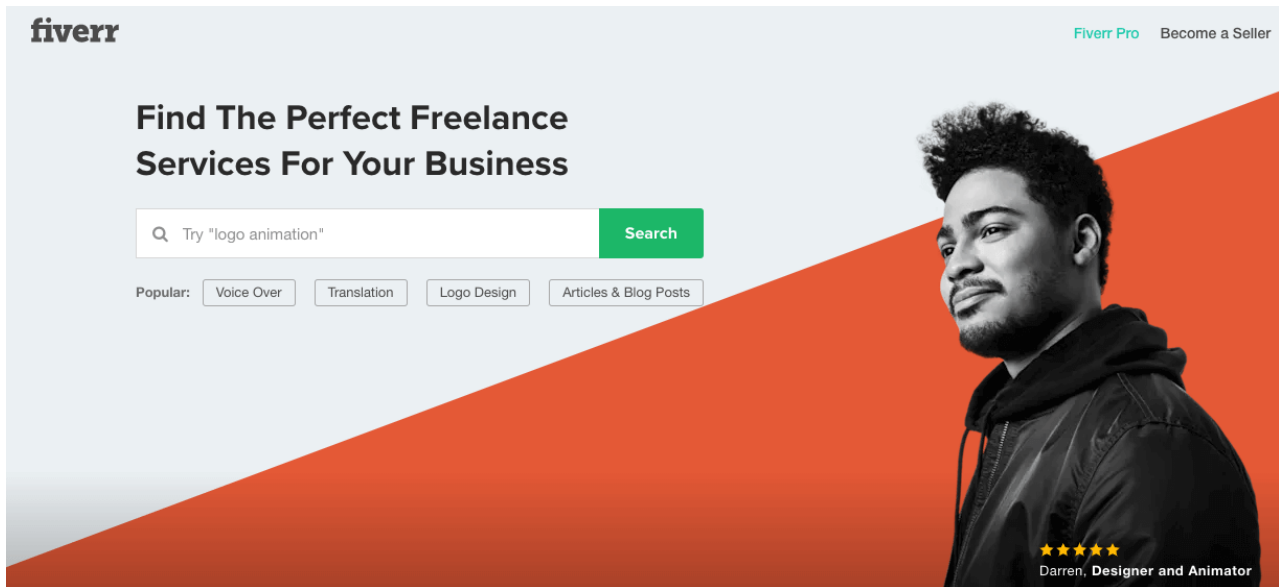 fiverr
Fiverr Pro Become a Seller
Find The Perfect Freelance
Services For Your Business
Try "logo animation" Search
Popular: Voice Over Translation Logo Design Articles & Blog Posts
★★★★★
Darren, Designer and Animator